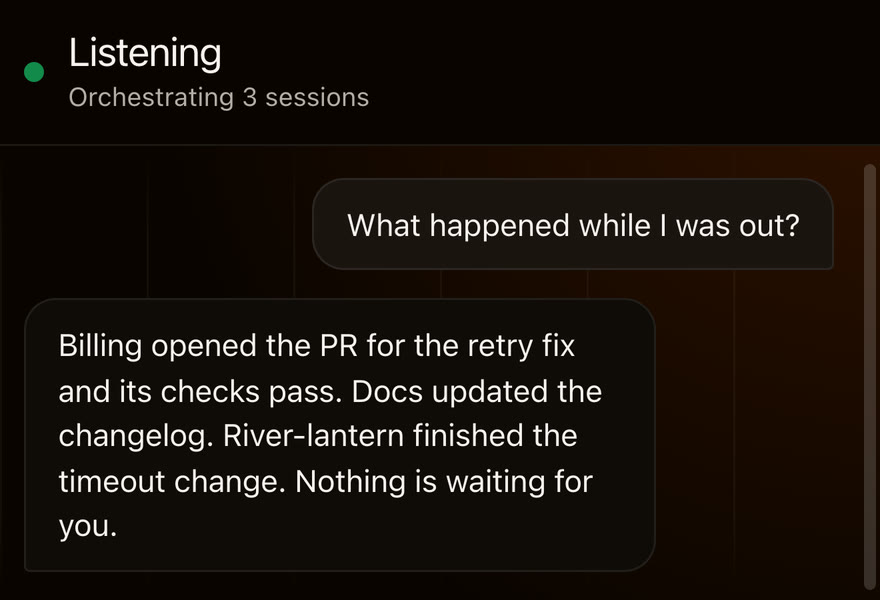 Listening
Orchestrating 3 sessions
What happened while I was out?
Billing opened the PR for the retry fix
and its checks pass. Docs updated the
changelog. River-lantern finished the
timeout change. Nothing is waiting for
you.